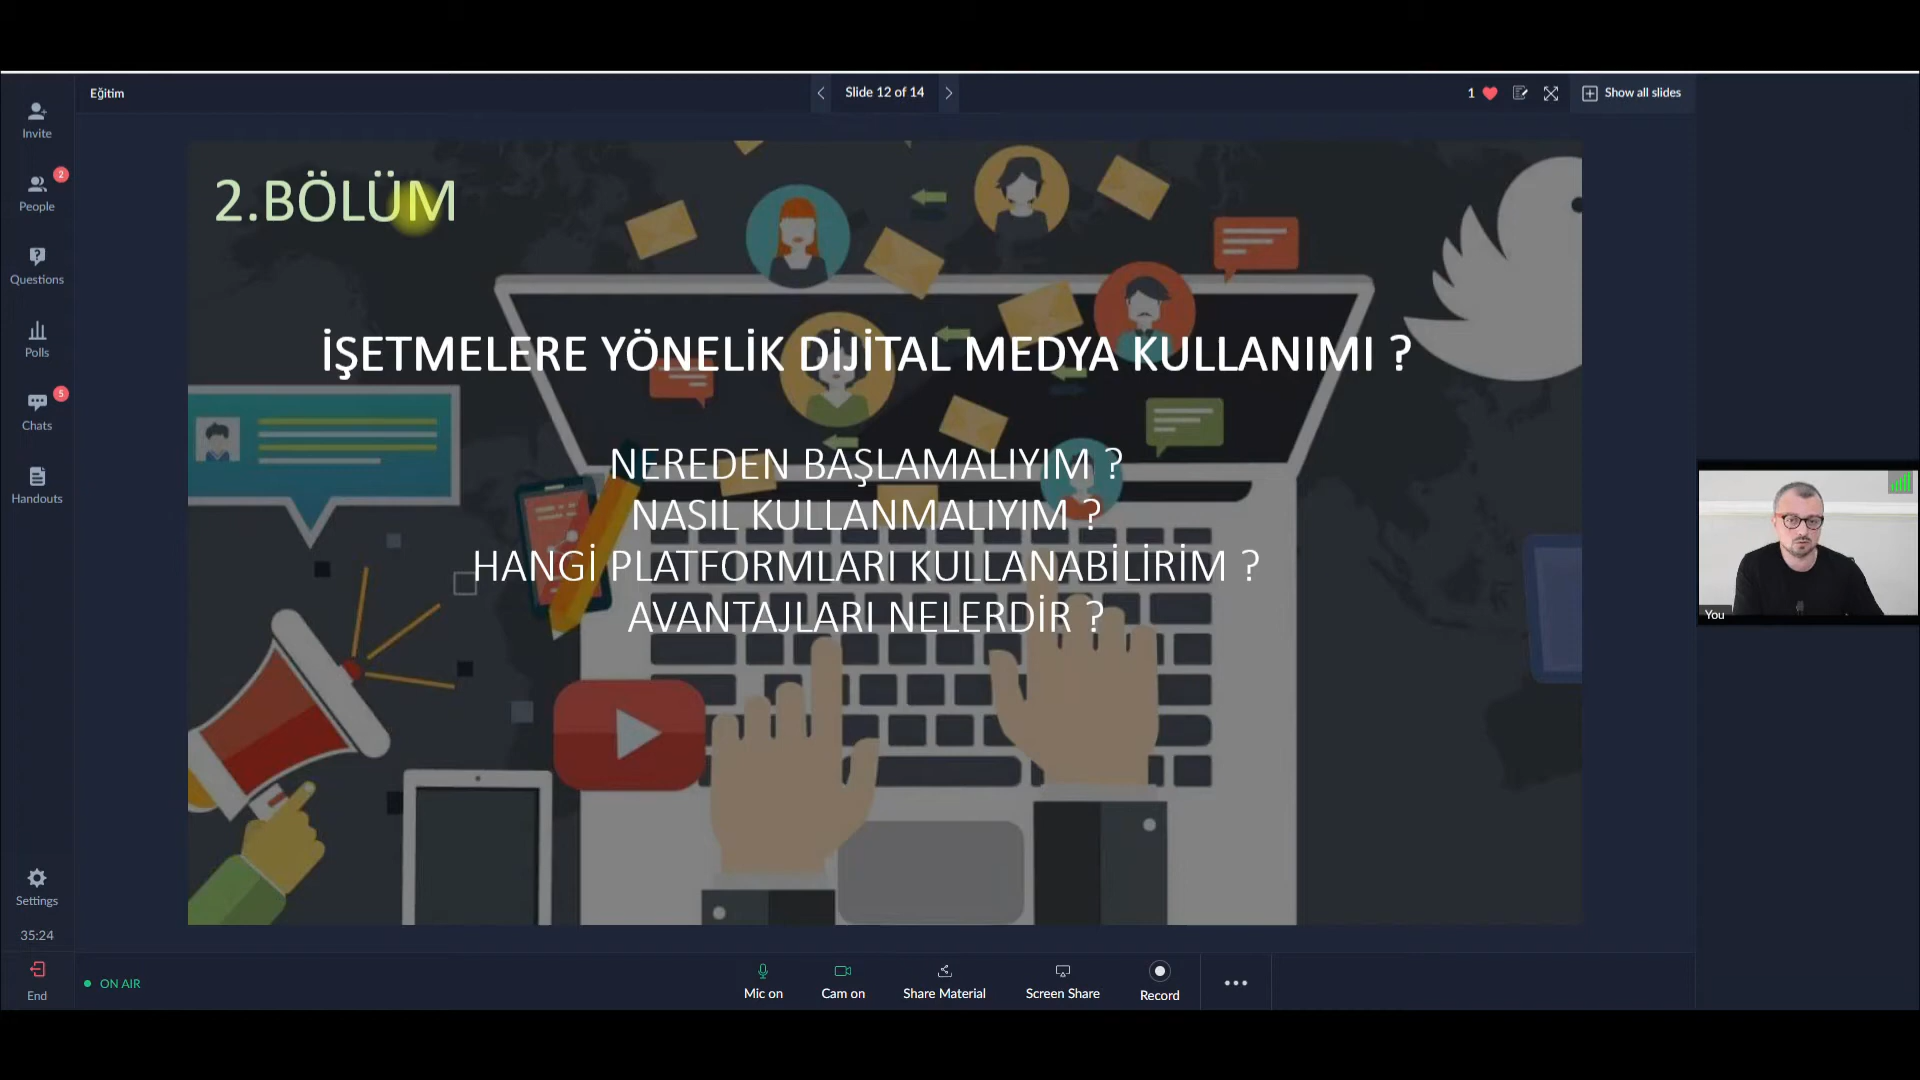 Eğitim
Slide 12 of 14
1
Show all slides
Invite
2
People
Questions
Polls
5
Chats
Handouts
Settings
35:24
End
2.BÖLÜM
İŞETMELERE YÖNELİK DİJİTAL MEDYA KULLANIMI ?
NEREDEN BAŞLAMALIYIM ?
NASIL KULLANMALIYIM ?
HANGİ PLATFORMLARI KULLANABİLİRİM ?
AVANTAJLARI NELERDİR ?
You
ON AIR
Mic on
Cam on
Share Material
Screen Share
Record